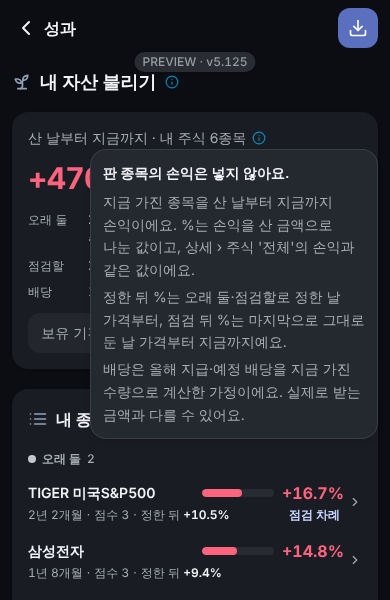 성과
PREVIEW · v5.125
내 자산 불리기
산 날부터 지금까지 · 내 주식 6종목
+47
판 종목의 손익은 넣지 않아요.
지금 가진 종목을 산 날부터 지금까지
손익이에요. %는 손익을 산 금액으로
나눈 값이고, 상세 › 주식 '전체'의 손익과
같은 값이에요.
정한 뒤 %는 오래 둘·점검할로 정한 날
가격부터, 점검 뒤 %는 마지막으로 그대로
둔 날 가격부터 지금까지예요.
배당은 올해 지급·예정 배당을 지금 가진
수량으로 계산한 가정이에요. 실제로 받는
금액과 다를 수 있어요.
오래 둘
점검할
배당
보유
내 종
오래 둘 2
TIGER 미국S&P500
+16.7%
2년 2개월 · 점수 3 · 정한 뒤 +10.5%
점검 차례
삼성전자
+14.8%
1년 8개월 · 점수 3 · 정한 뒤 +9.4%